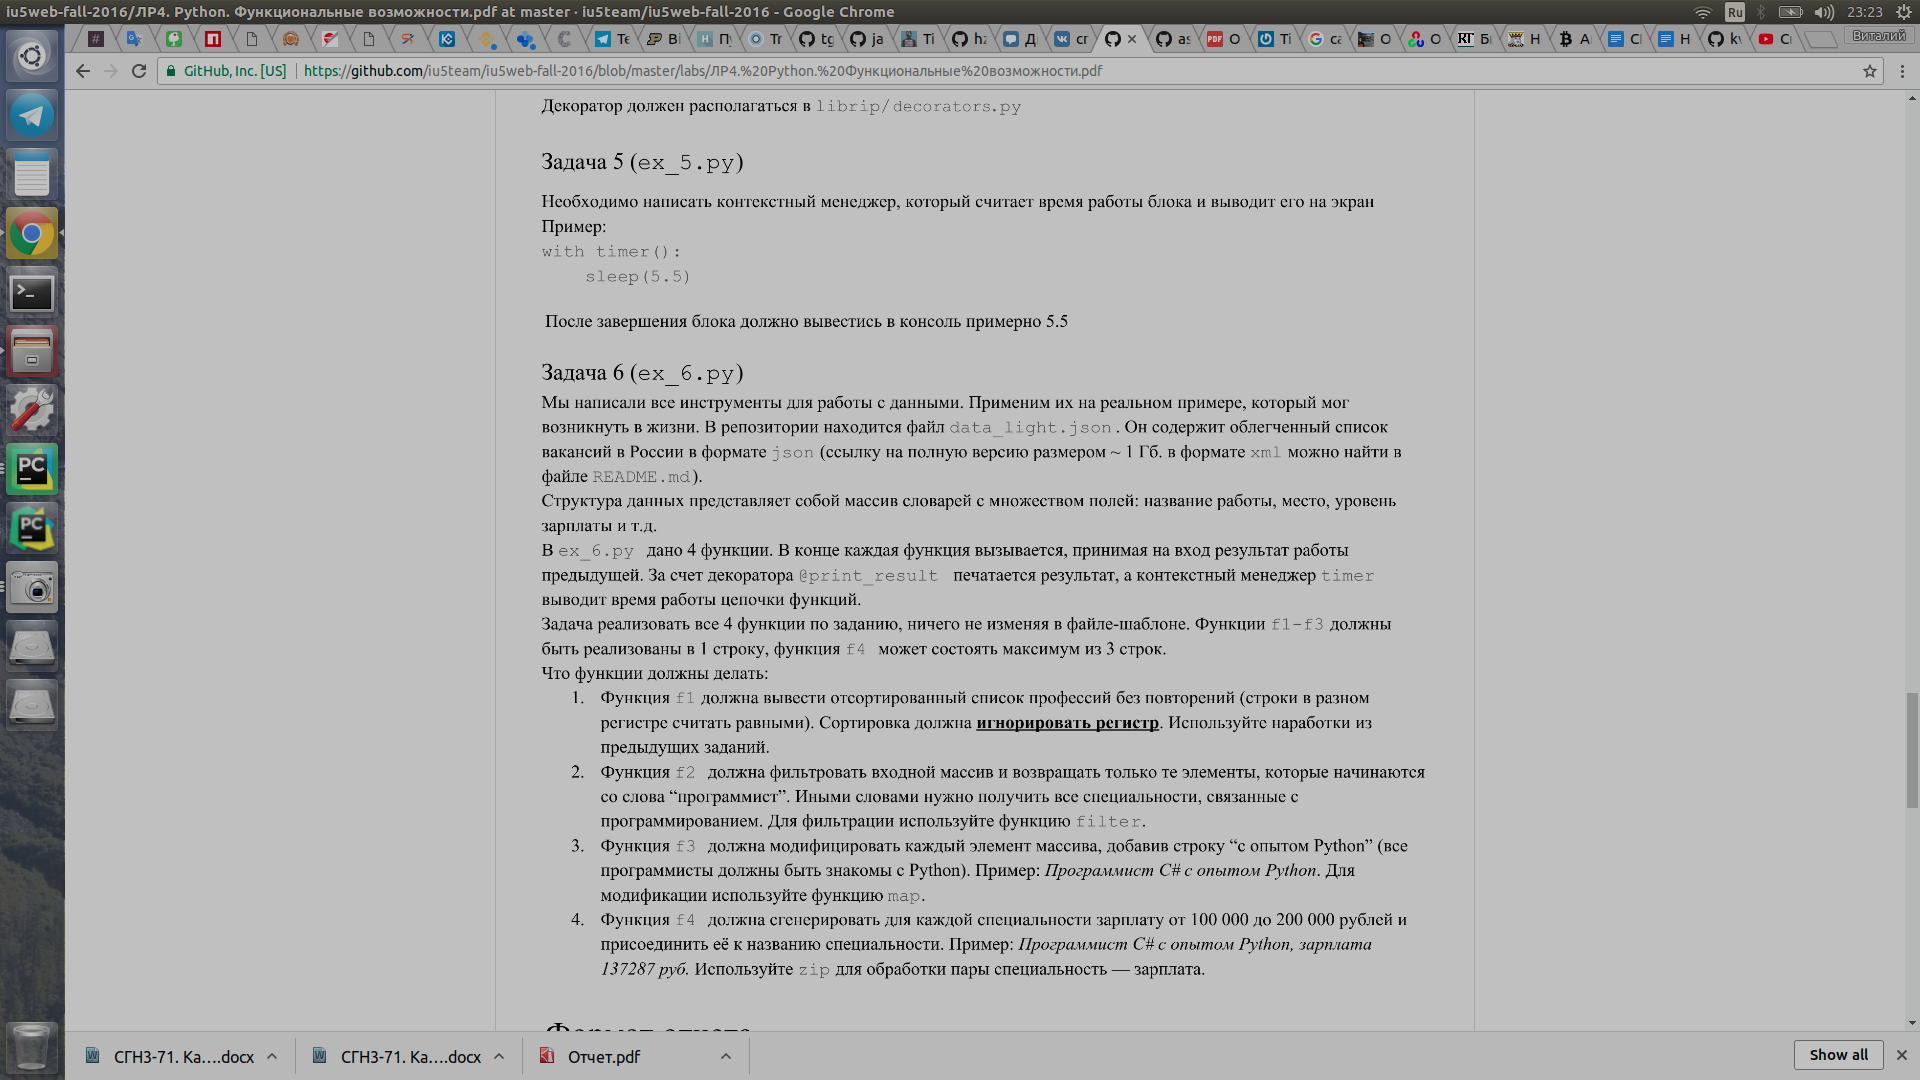 iu5web-fall-2016/ЛР4. Python. Функциональные возможности.pdf at master · iu5team/iu5web-fall-2016 - Google Chrome
Ru
23:23
Виталий
GitHub, Inc. [US]
https://github.com/iu5team/iu5web-fall-2016/blob/master/labs/ЛР4.%20Python.%20Функциональные%20возможности.pdf
Декоратор должен располагаться в librip/decorators.py
Задача 5 (ex_5.py)
Необходимо написать контекстный менеджер, который считает время работы блока и выводит его на экран
Пример:
with timer():
    sleep(5.5)
После завершения блока должно вывестись в консоль примерно 5.5
Задача 6 (ex_6.py)
Мы написали все инструменты для работы с данными. Применим их на реальном примере, который мог
возникнуть в жизни. В репозитории находится файл data_light.json. Он содержит облегченный список
вакансий в России в формате json (ссылку на полную версию размером ~ 1 Гб. в формате xml можно найти в
файле README.md).
Структура данных представляет собой массив словарей с множеством полей: название работы, место, уровень
зарплаты и т.д.
В ex_6.py дано 4 функции. В конце каждая функция вызывается, принимая на вход результат работы
предыдущей. За счет декоратора @print_result печатается результат, а контекстный менеджер timer
выводит время работы цепочки функций.
Задача реализовать все 4 функции по заданию, ничего не изменяя в файле-шаблоне. Функции f1-f3 должны
быть реализованы в 1 строку, функция f4 может состоять максимум из 3 строк.
Что функции должны делать:
1. Функция f1 должна вывести отсортированный список профессий без повторений (строки в разном
регистре считать равными). Сортировка должна игнорировать регистр. Используйте наработки из
предыдущих заданий.
2. Функция f2 должна фильтровать входной массив и возвращать только те элементы, которые начинаются
со слова “программист”. Иными словами нужно получить все специальности, связанные с
программированием. Для фильтрации используйте функцию filter.
3. Функция f3 должна модифицировать каждый элемент массива, добавив строку “с опытом Python” (все
программисты должны быть знакомы с Python). Пример: Программист C# с опытом Python. Для
модификации используйте функцию map.
4. Функция f4 должна сгенерировать для каждой специальности зарплату от 100 000 до 200 000 рублей и
присоединить её к названию специальности. Пример: Программист C# с опытом Python, зарплата
137287 руб. Используйте zip для обработки пары специальность — зарплата.
СГН3-71. Ка....docx
СГН3-71. Ка....docx
Отчет.pdf
Show all